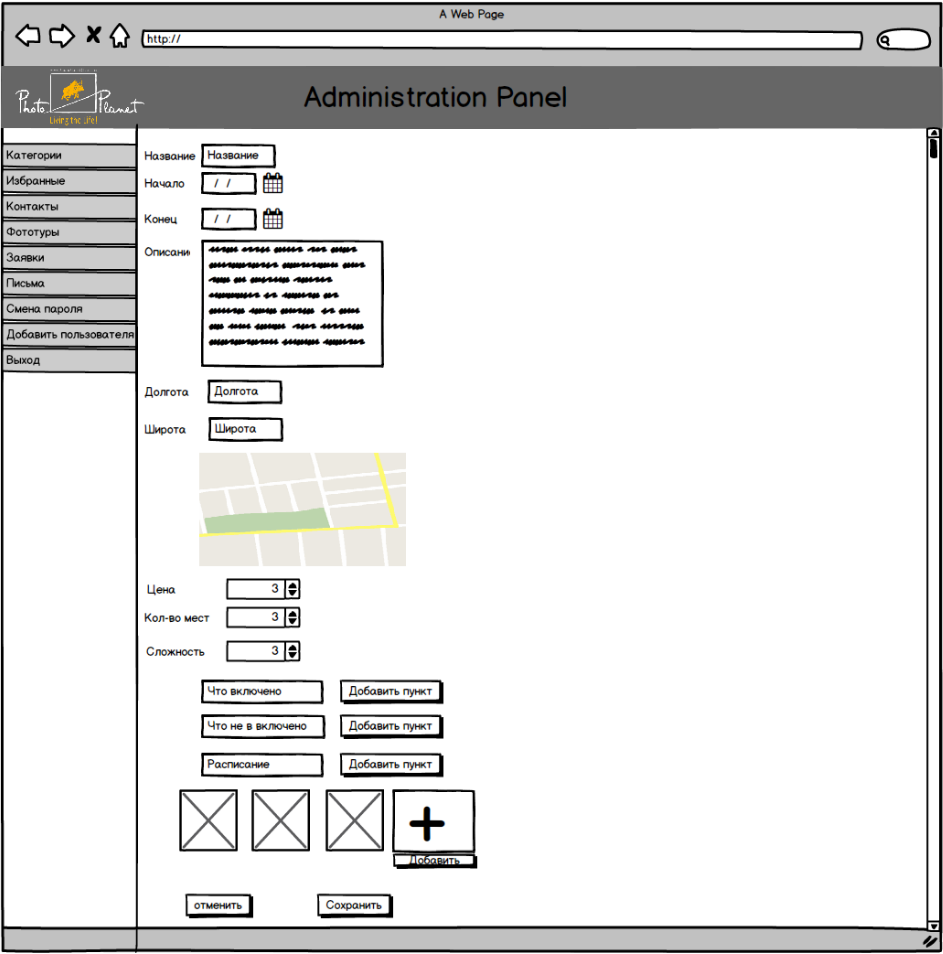 A Web Page
http://
Photo Planet
Living the Life!
Administration Panel
Категории
Избранные
Контакты
Фототуры
Заявки
Письма
Смена пароля
Добавить пользователя
Выход
Название Название
Начало / /
Конец / /
Описани
Долгота Долгота
Широта Широта
Цена 3
Кол-во мест 3
Сложность 3
Что включено Добавить пункт
Что не в включено Добавить пункт
Расписание Добавить пункт
Добавить
отменить Сохранить